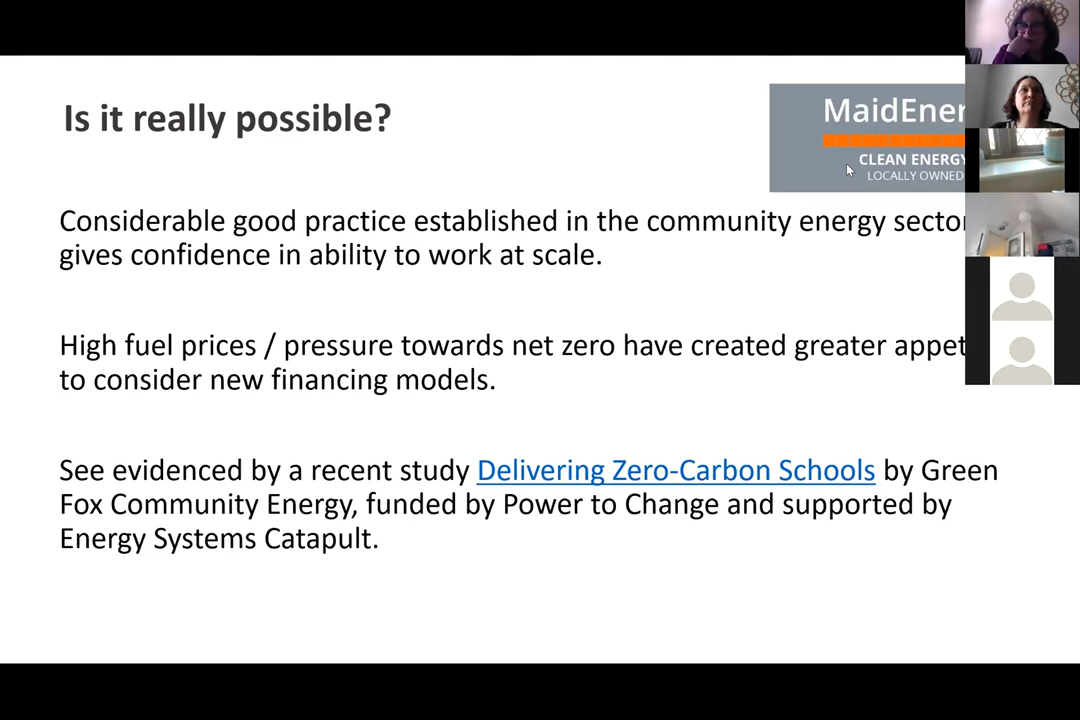 Is it really possible?
MaidEner
CLEAN ENERGY
LOCALLY OWNED
Considerable good practice established in the community energy sector
gives confidence in ability to work at scale.
High fuel prices / pressure towards net zero have created greater appet
to consider new financing models.
See evidenced by a recent study Delivering Zero-Carbon Schools by Green
Fox Community Energy, funded by Power to Change and supported by
Energy Systems Catapult.